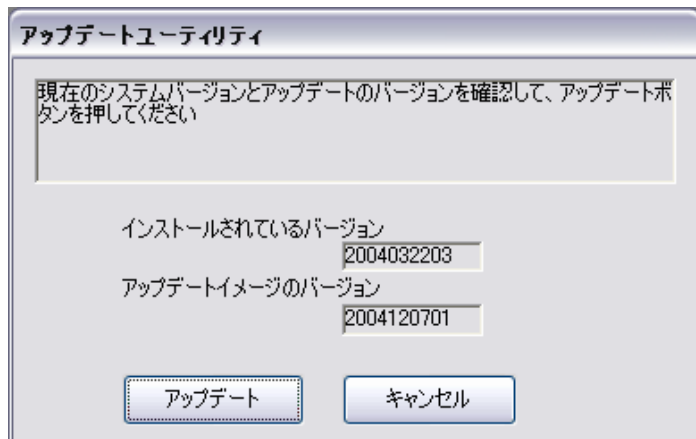 アップデートユーティリティ
現在のシステムバージョンとアップデートのバージョンを確認して、アップデートボ
タンを押してください
インストールされているバージョン
2004032203
アップデートイメージのバージョン
2004120701
アップデート キャンセル